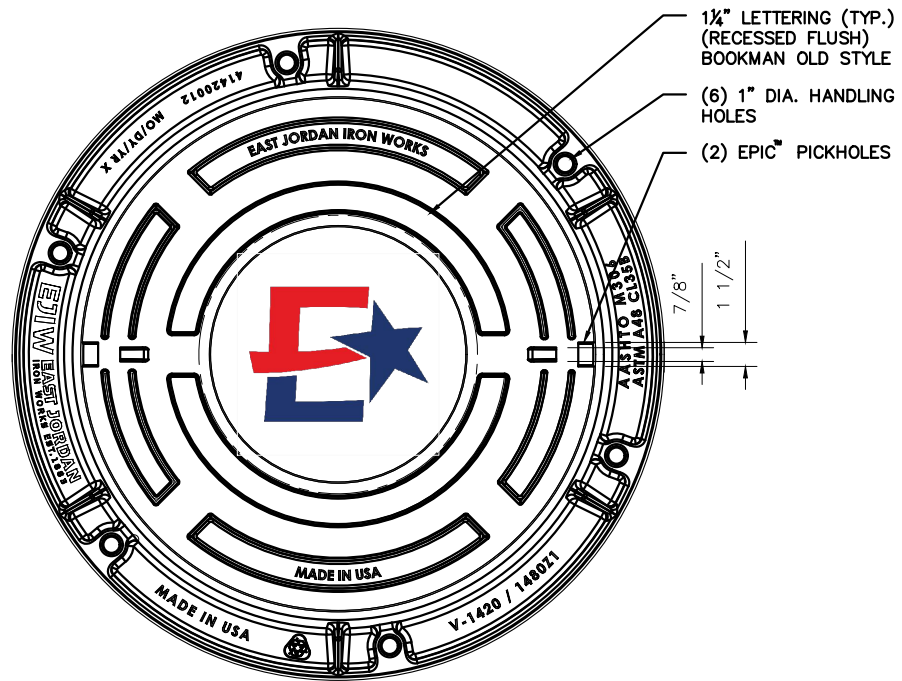 1¼" LETTERING (TYP.)
(RECESSED FLUSH)
BOOKMAN OLD STYLE
(6) 1" DIA. HANDLING
HOLES
(2) EPIC™ PICKHOLES
7/8"
1 1/2"
41420012
MO/DY/YR X
EAST JORDAN IRON WORKS
AASHTO M306
ASTM A48 CL35B
EJIW EAST JORDAN
IRON WORKS EST.
MADE IN USA
MADE IN USA
V-1420 / 1480Z1